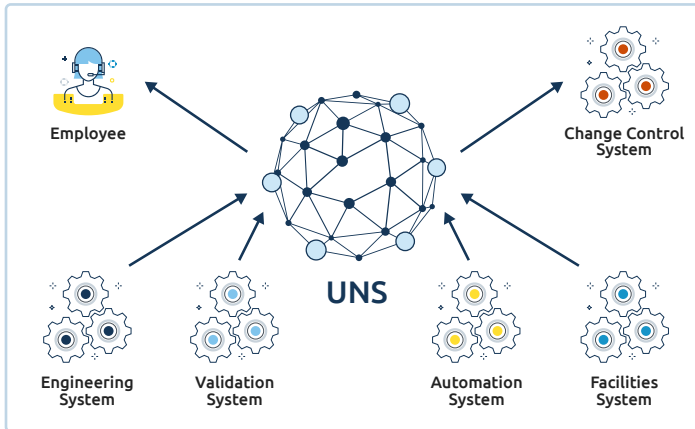 Employee
Change Control
System
UNS
Engineering
System
Validation
System
Automation
System
Facilities
System